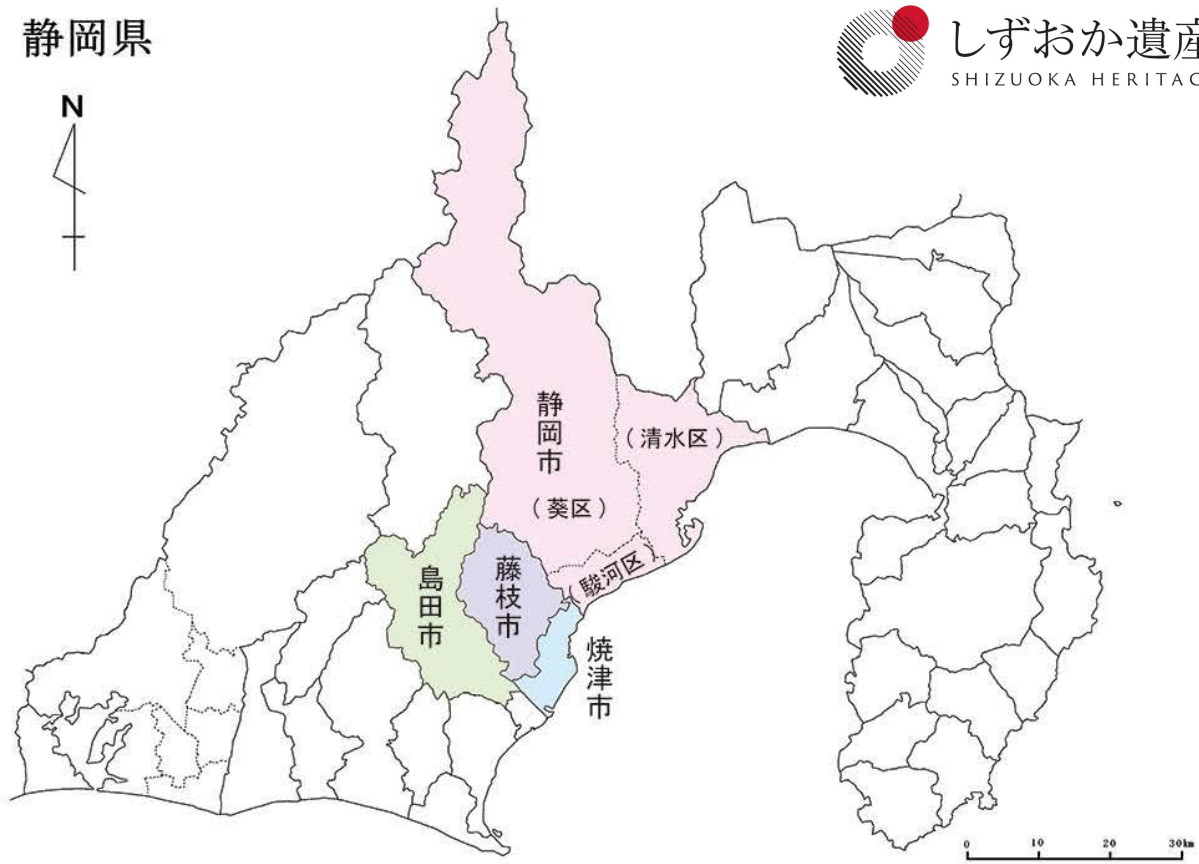 静岡県
しずおか遺産
SHIZUOKA HERITAG
N
静岡市
（清水区）
（葵区）
（駿河区）
藤枝市
島田市
焼津市
0 10 20 30km